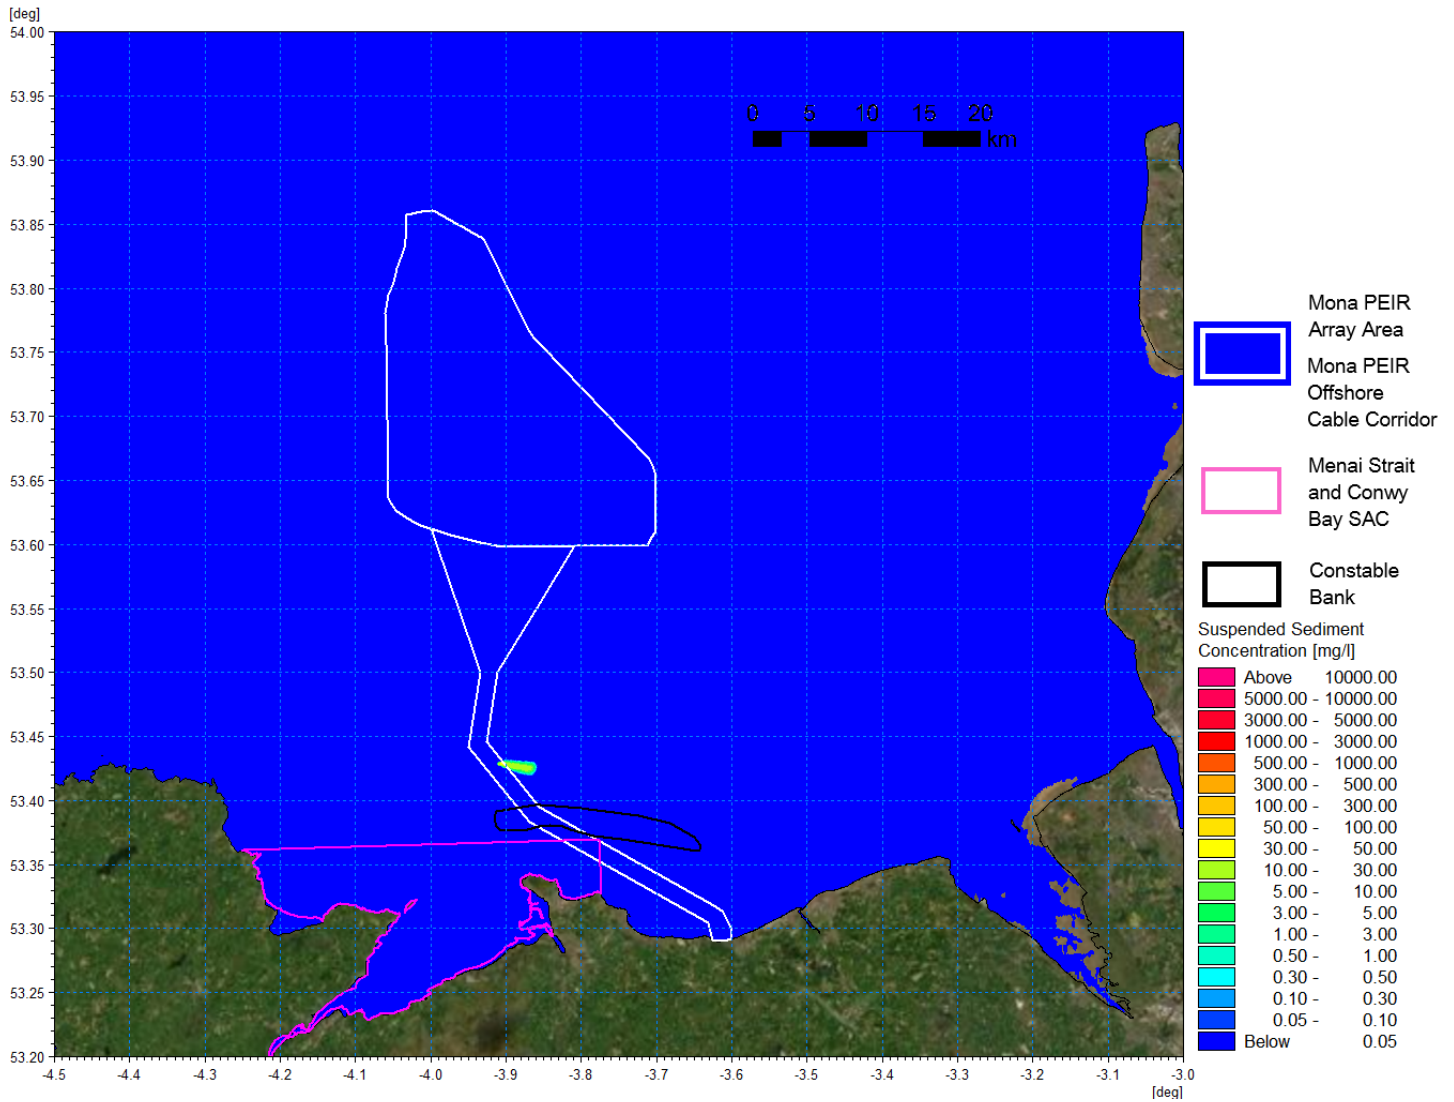 [deg]
54.00
53.95
53.90
53.85
53.80
53.75
53.70
53.65
53.60
53.55
53.50
53.45
53.40
53.35
53.30
53.25
53.20
-4.5 -4.4 -4.3 -4.2 -4.1 -4.0 -3.9 -3.8 -3.7 -3.6 -3.5 -3.4 -3.3 -3.2 -3.1 -3.0
[deg]
0 5 10 15 20
km
Mona PEIR
Array Area
Mona PEIR
Offshore
Cable Corridor
Menai Strait
and Conwy
Bay SAC
Constable
Bank
Suspended Sediment
Concentration [mg/l]
Above 10000.00
5000.00 - 10000.00
3000.00 - 5000.00
1000.00 - 3000.00
500.00 - 1000.00
300.00 - 500.00
100.00 - 300.00
50.00 - 100.00
30.00 - 50.00
10.00 - 30.00
5.00 - 10.00
3.00 - 5.00
1.00 - 3.00
0.50 - 1.00
0.30 - 0.50
0.10 - 0.30
0.05 - 0.10
Below 0.05